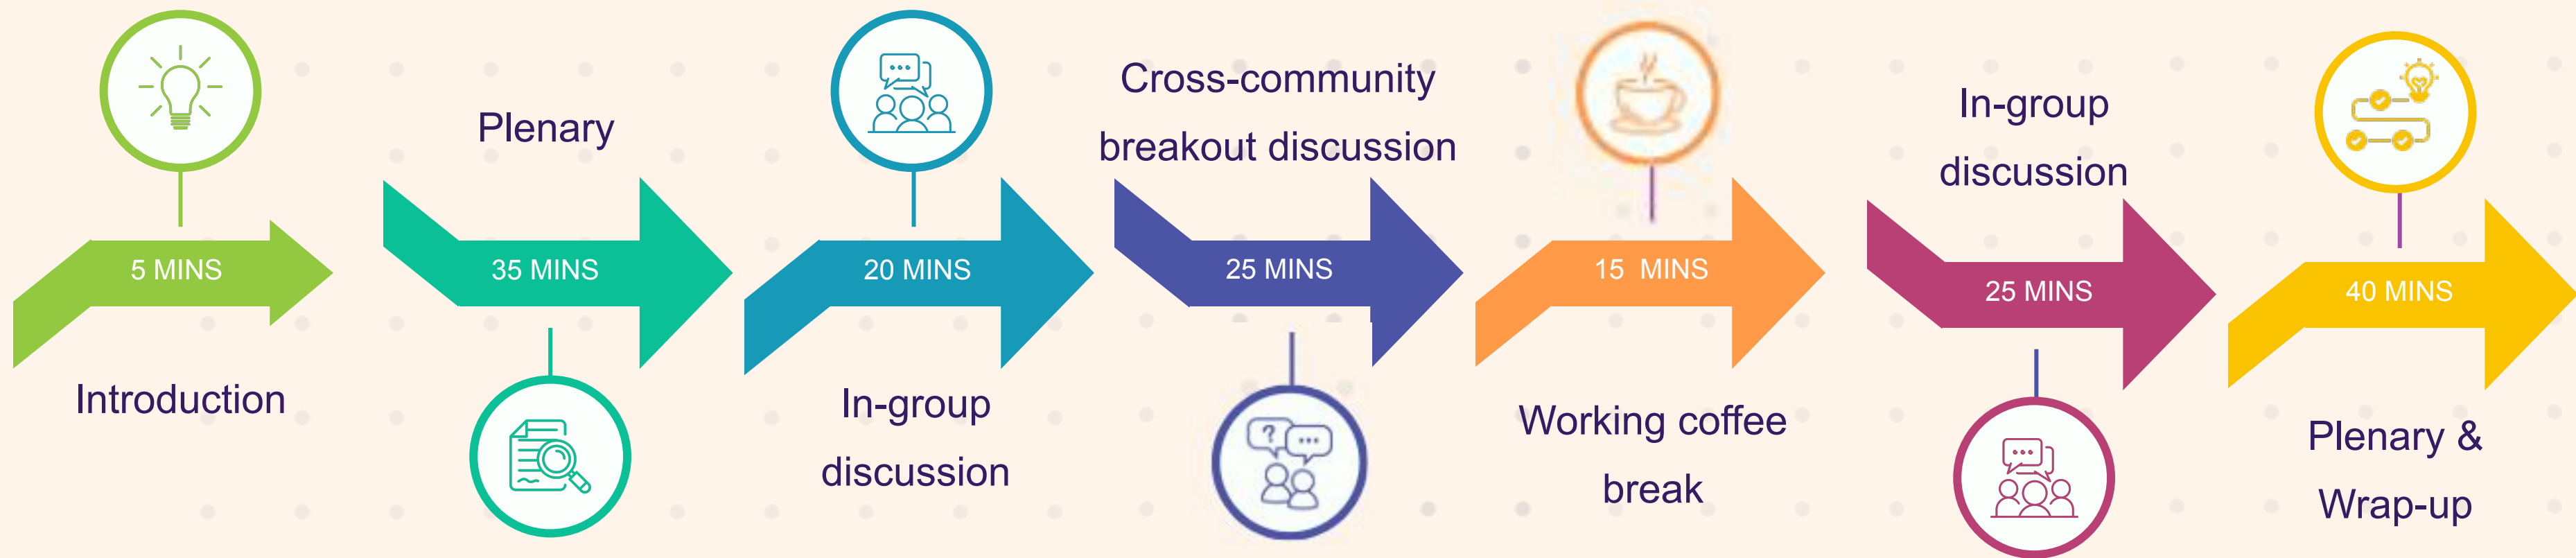 5 MINS
Introduction
Plenary
35 MINS
20 MINS
In-group
discussion
Cross-community
breakout discussion
25 MINS
15 MINS
Working coffee
break
In-group
discussion
25 MINS
40 MINS
Plenary &
Wrap-up